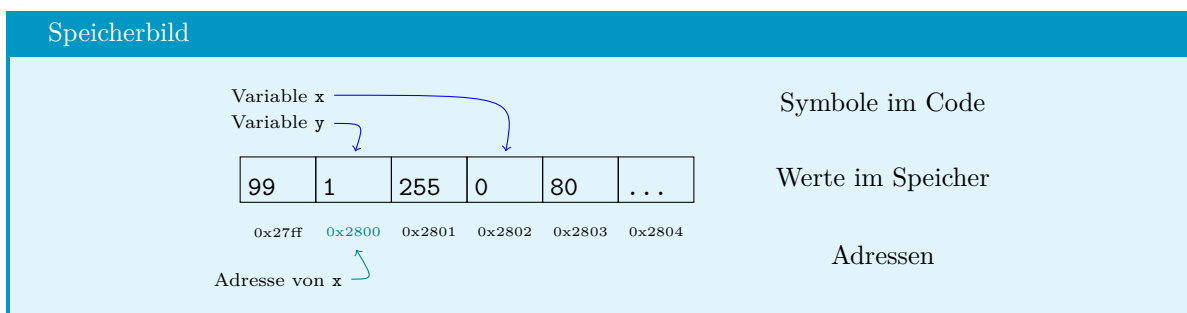 Speicherbild
Variable x
Variable y
Symbole im Code
99 1 255 0 80 ...
Werte im Speicher
0x27ff 0x2800 0x2801 0x2802 0x2803 0x2804
Adressen
Adresse von x